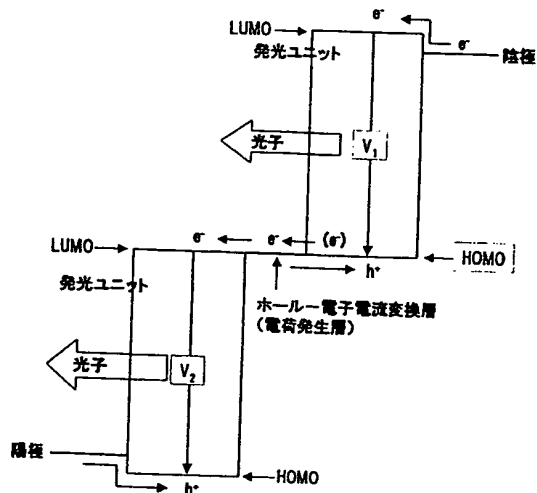 e⁻
LUMO
e⁻
発光ユニット
陰極
光子
V₁
e⁻
e⁻
(e⁻)
LUMO
HOMO
h⁺
発光ユニット
ホールー電子電流変換層
(電荷発生層)
光子
V₂
陽極
HOMO
h⁺